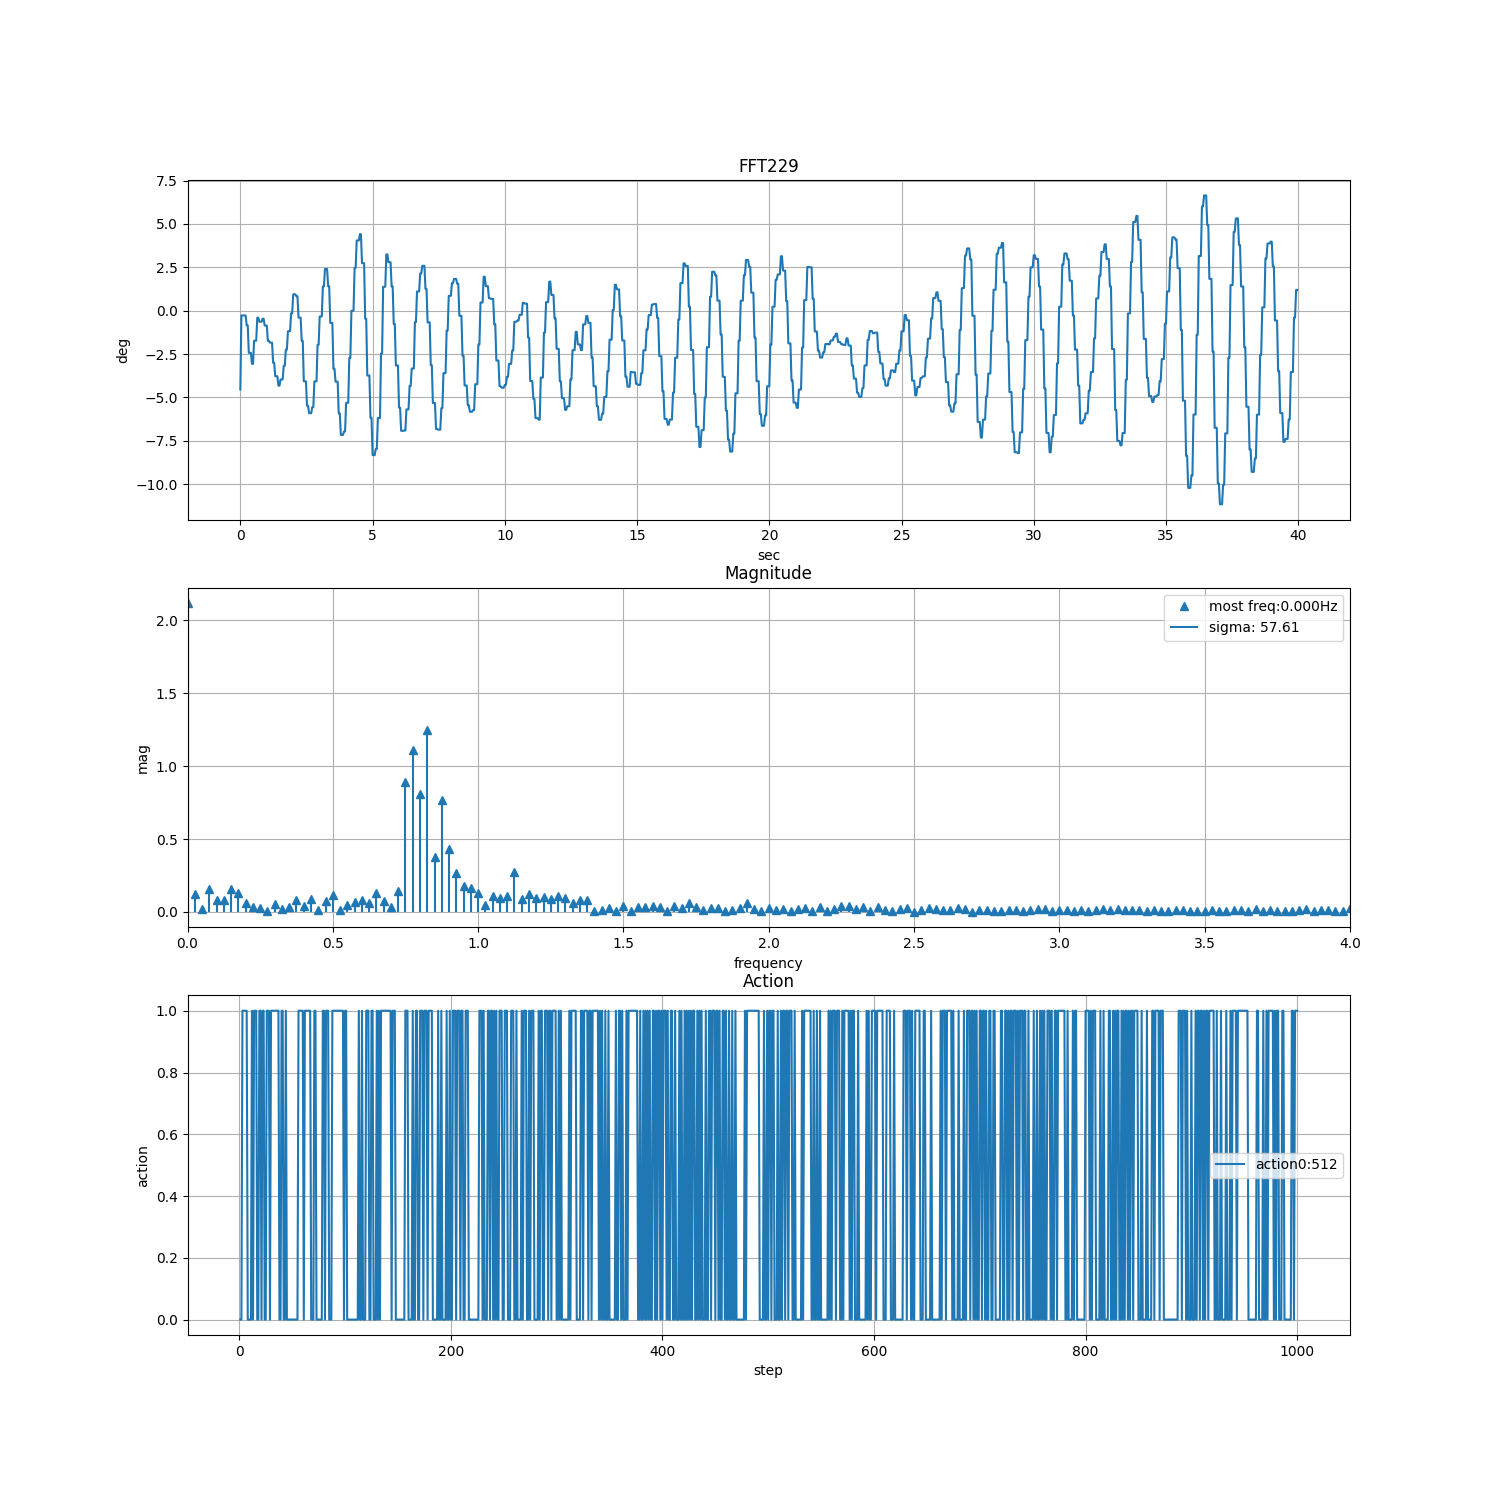 FFT229
7.5
5.0
2.5
0.0
−2.5
−5.0
−7.5
−10.0
deg
0 5 10 15 20 25 30 35 40
sec
Magnitude
most freq:0.000Hz
sigma: 57.61
2.0
1.5
1.0
0.5
0.0
mag
0.0 0.5 1.0 1.5 2.0 2.5 3.0 3.5 4.0
frequency
Action
1.0
0.8
0.6
0.4
0.2
0.0
action
action0:512
0 200 400 600 800 1000
step